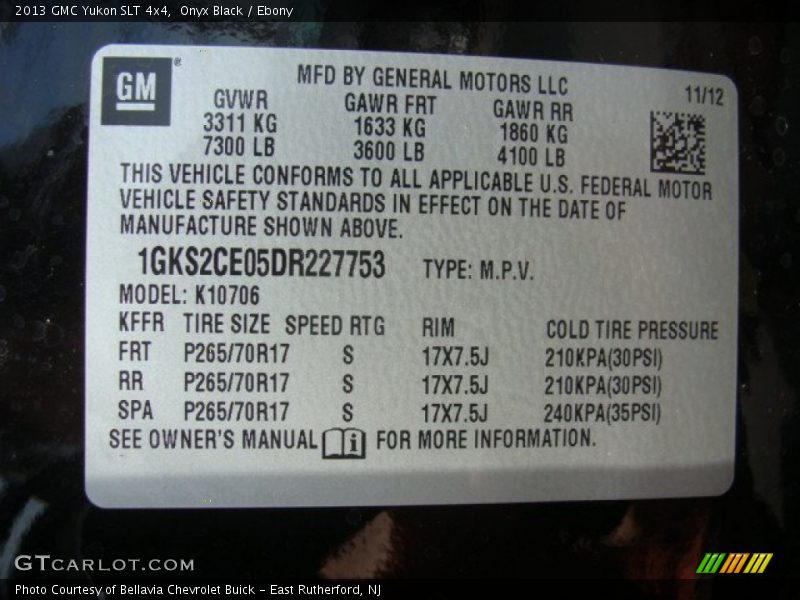 2013 GMC Yukon SLT 4x4, Onyx Black / Ebony
GM ®
MFD BY GENERAL MOTORS LLC
11/12
GVWR GAWR FRT GAWR RR
3311 KG 1633 KG 1860 KG
7300 LB 3600 LB 4100 LB
THIS VEHICLE CONFORMS TO ALL APPLICABLE U.S. FEDERAL MOTOR
VEHICLE SAFETY STANDARDS IN EFFECT ON THE DATE OF
MANUFACTURE SHOWN ABOVE.
1GKS2CE05DR227753 TYPE: M.P.V.
MODEL: K10706
KFFR TIRE SIZE SPEED RTG RIM COLD TIRE PRESSURE
FRT P265/70R17 S 17X7.5J 210KPA(30PSI)
RR P265/70R17 S 17X7.5J 210KPA(30PSI)
SPA P265/70R17 S 17X7.5J 240KPA(35PSI)
SEE OWNER'S MANUAL i FOR MORE INFORMATION.
GTCARLOT.COM
Photo Courtesy of Bellavia Chevrolet Buick - East Rutherford, NJ